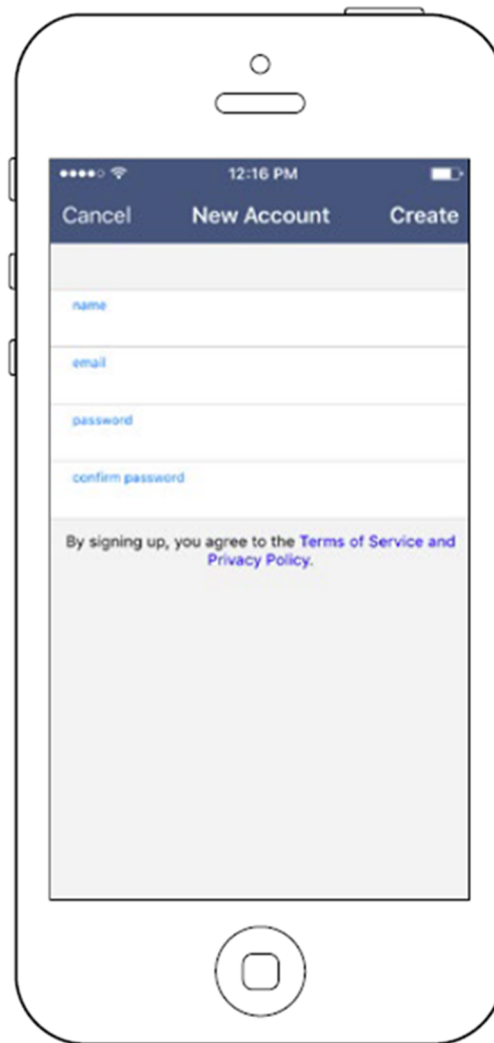 12:16 PM
Cancel New Account Create
name
email
password
confirm password
By signing up, you agree to the Terms of Service and
Privacy Policy.